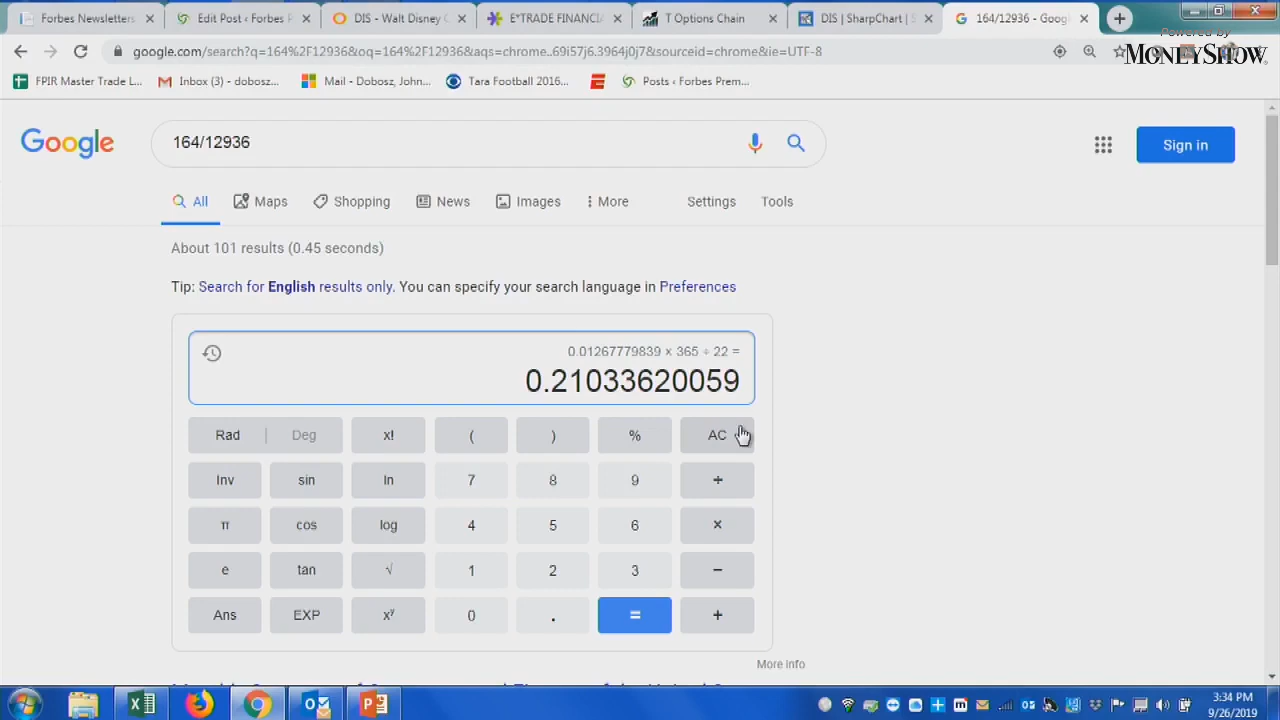 Forbes Newsletters
Edit Post ‹ Forbes P
DIS - Walt Disney C
E*TRADE FINANCIA
T Options Chain
DIS | SharpChart | S
164/12936 - Googl
google.com/search?q=164%2F12936&oq=164%2F12936&aqs=chrome..69i57j6.3964j0j7&sourceid=chrome&ie=UTF-8
Powered by
MONEYSHOW®
FPIR Master Trade L...
Inbox (3) - dobosz...
Mail - Dobosz, John...
Tara Football 2016...
Posts ‹ Forbes Prem...
Google
164/12936
Sign in
All
Maps
Shopping
News
Images
More
Settings
Tools
About 101 results (0.45 seconds)
Tip: Search for English results only. You can specify your search language in Preferences
0.01267779839 × 365 ÷ 22 =
0.21033620059
Rad | Deg x! ( ) % AC
Inv sin ln 7 8 9 ÷
π cos log 4 5 6 ×
e tan √ 1 2 3 −
Ans EXP xʸ 0 . = +
More info
3:34 PM
9/26/2019